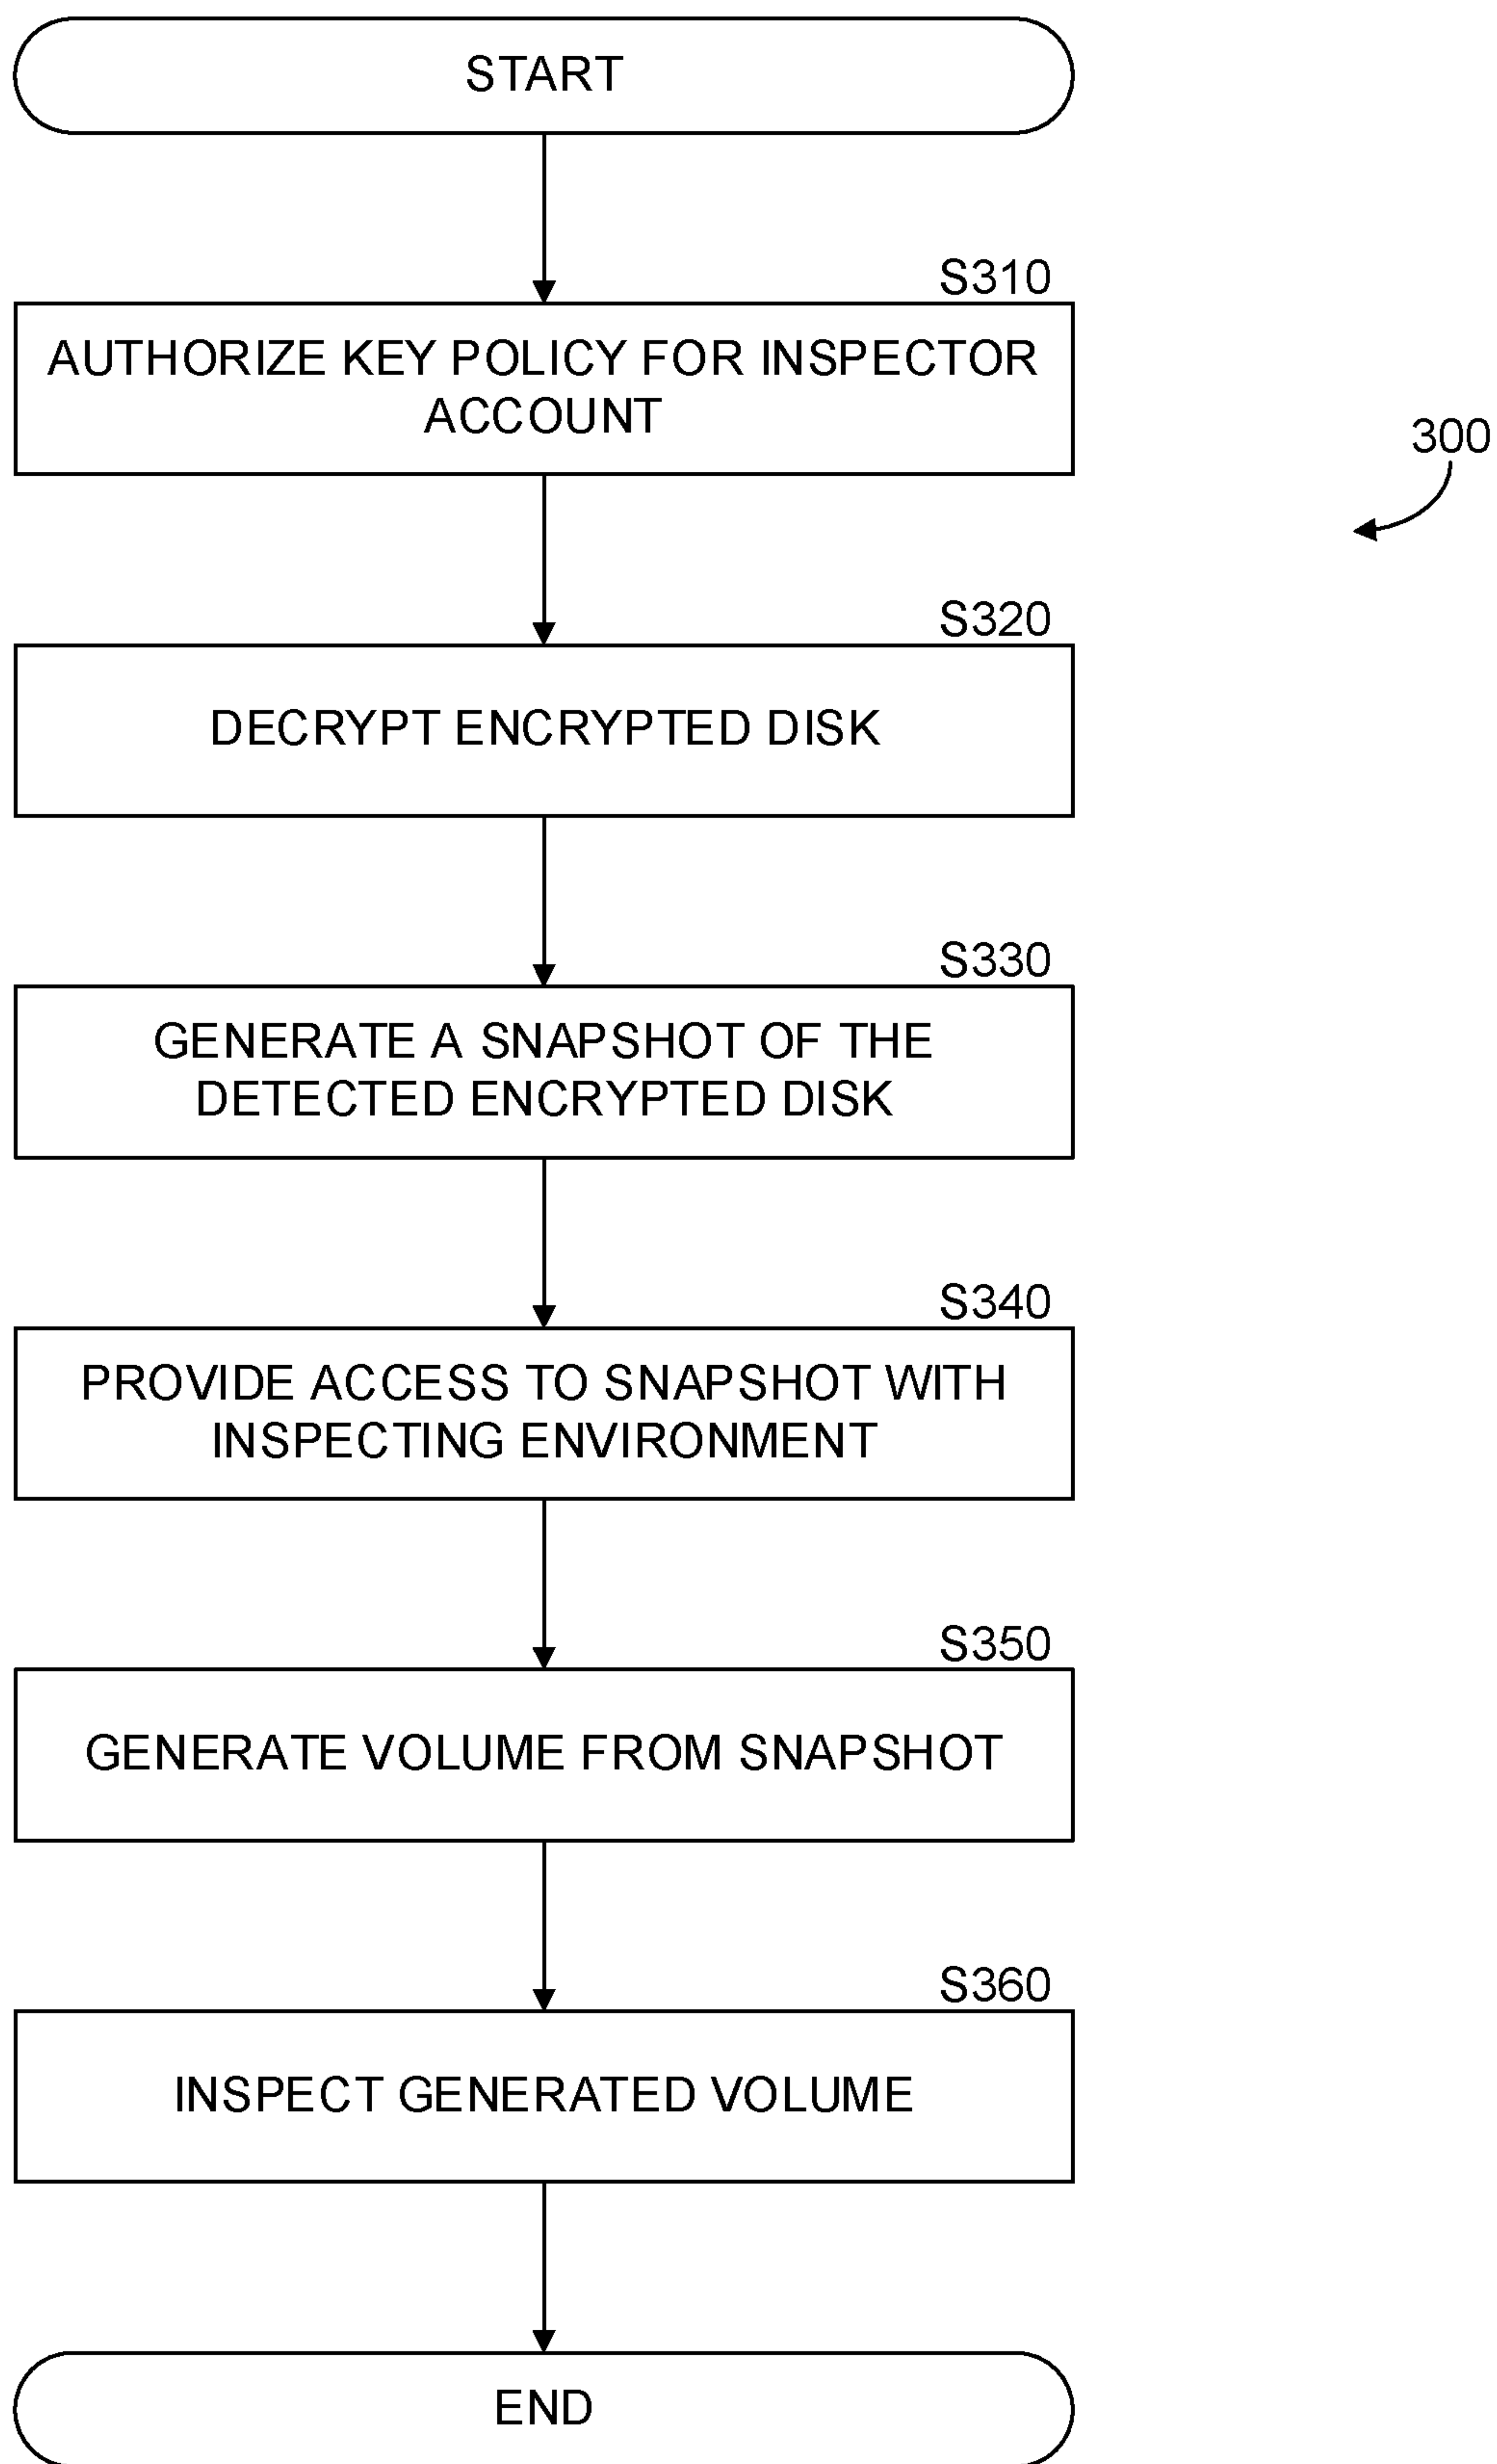 START
S310
AUTHORIZE KEY POLICY FOR INSPECTOR
ACCOUNT
300
S320
DECRYPT ENCRYPTED DISK
S330
GENERATE A SNAPSHOT OF THE
DETECTED ENCRYPTED DISK
S340
PROVIDE ACCESS TO SNAPSHOT WITH
INSPECTING ENVIRONMENT
S350
GENERATE VOLUME FROM SNAPSHOT
S360
INSPECT GENERATED VOLUME
END